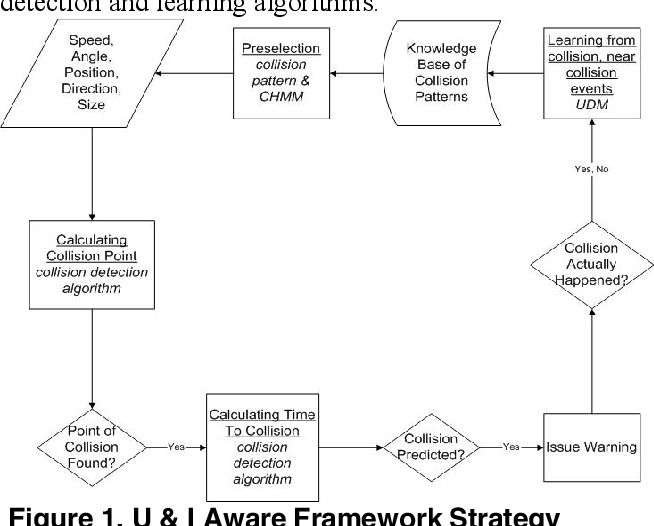 detection and learning algorithms.
Speed,
Angle,
Position,
Direction,
Size
Preselection
collision
pattern &
CHMM
Knowledge
Base of
Collision
Patterns
Learning from
collision, near
collision
events
UDM
Yes, No
Calculating
Collision Point
collision detection
algorithm
Collision
Actually
Happened?
Point of
Collision
Found?
Yes
Calculating Time
To Collision
collision
detection
algorithm
Collision
Predicted?
Yes
Issue Warning
Figure 1. U & I Aware Framework Strategy